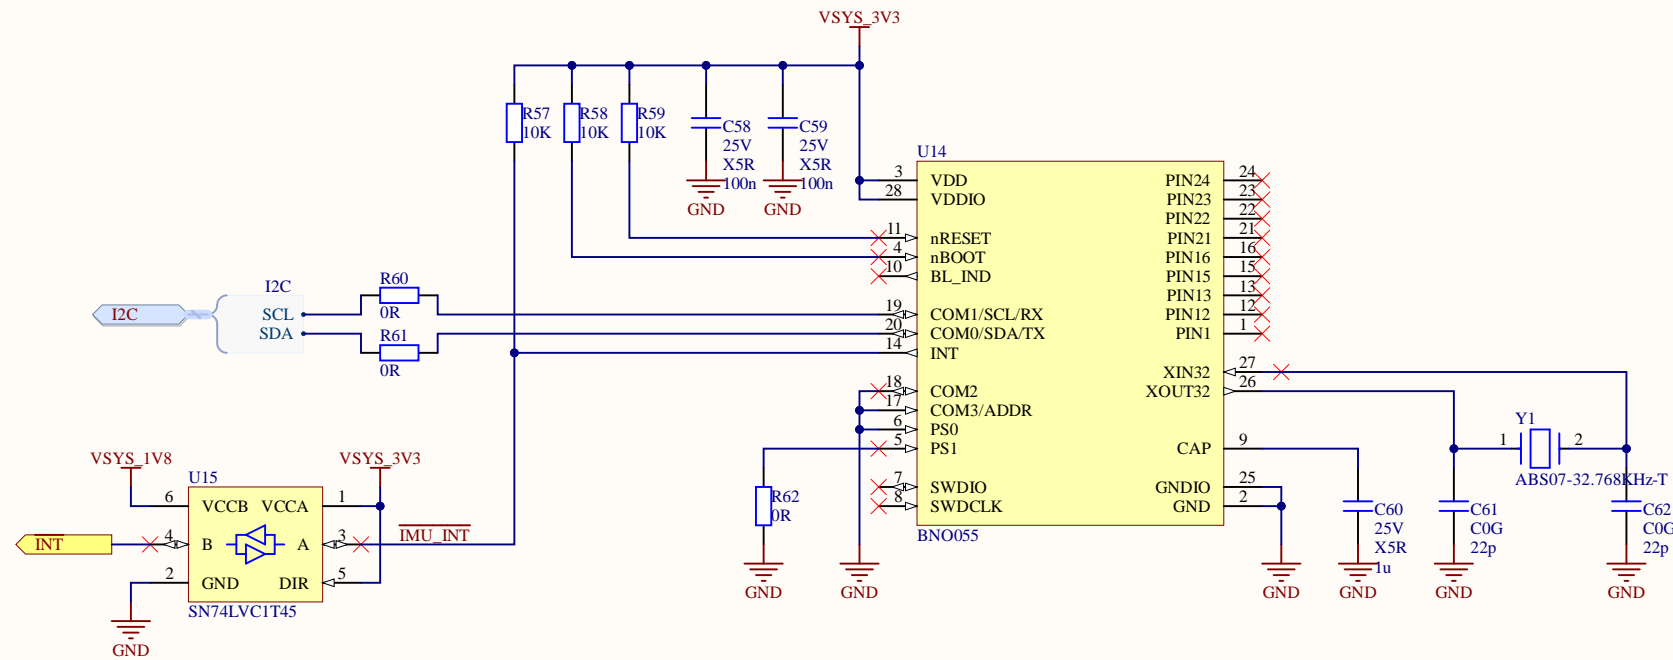 VSYS_3V3
R57
10K
R58
10K
R59
10K
C58
25V
X5R
100n
C59
25V
X5R
100n
GND
GND
U14
3
VDD
28
VDDIO
11
nRESET
4
nBOOT
10
BL_IND
19
COM1/SCL/RX
20
COM0/SDA/TX
14
INT
18
COM2
17
COM3/ADDR
6
PS0
5
PS1
7
SWDIO
8
SWDCLK
BNO055
PIN24
24
PIN23
23
PIN22
22
PIN21
21
PIN16
16
PIN15
15
PIN13
13
PIN12
12
PIN1
1
XIN32
27
XOUT32
26
CAP
9
GNDIO
25
GND
2
I2C
I2C
SCL
SDA
R60
0R
R61
0R
Y1
1
2
ABS07-32.768KHz-T
R62
0R
C60
25V
X5R
1u
C61
C0G
22p
C62
C0G
22p
GND
GND
GND
GND
GND
GND
VSYS_1V8
VSYS_3V3
U15
6
VCCB
VCCA
1
INT
4
B
A
3
IMU_INT
2
GND
DIR
5
SN74LVC1T45
GND